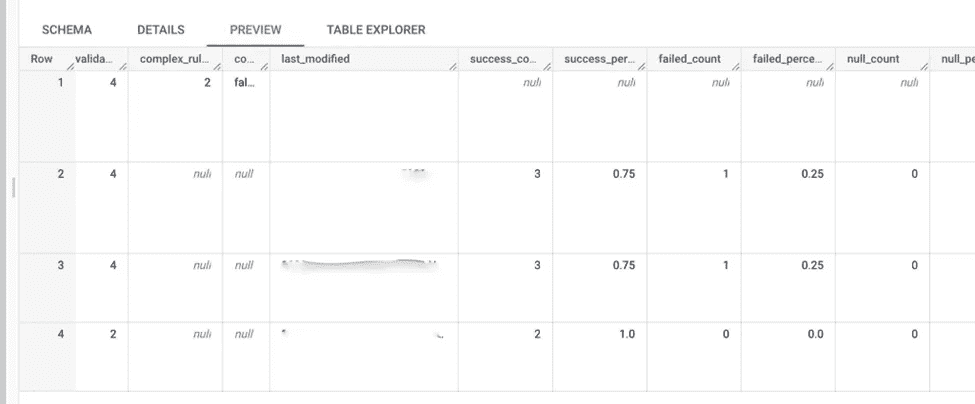 SCHEMA DETAILS PREVIEW TABLE EXPLORER
Row valida... complex_rul... co... last_modified success_co... success_per... failed_count failed_perce... null_count null_pe
1 4 2 fal... null null null null null
2 4 null null 3 0.75 1 0.25 0
3 4 null null 3 0.75 1 0.25 0
4 2 null null 2 1.0 0 0.0 0